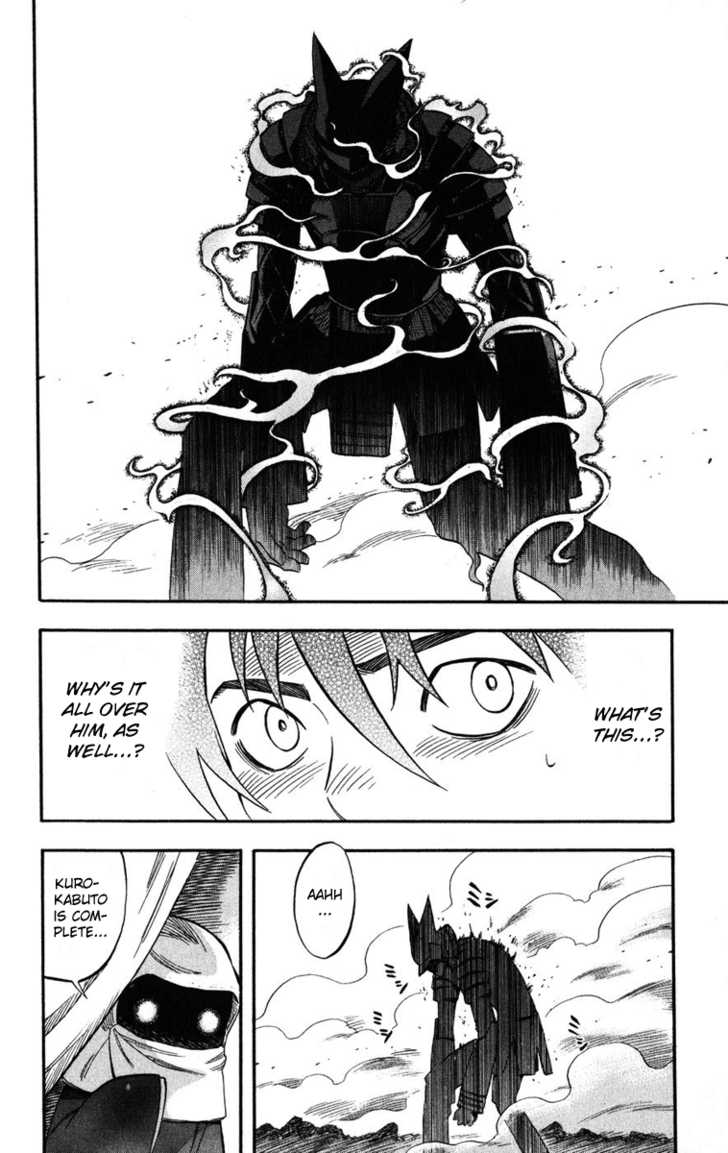 WHAT'S
THIS...?
WHY'S IT
ALL OVER
HIM, AS
WELL...?
AAHH
...
KURO-
KABUTO
IS COM-
PLETE...